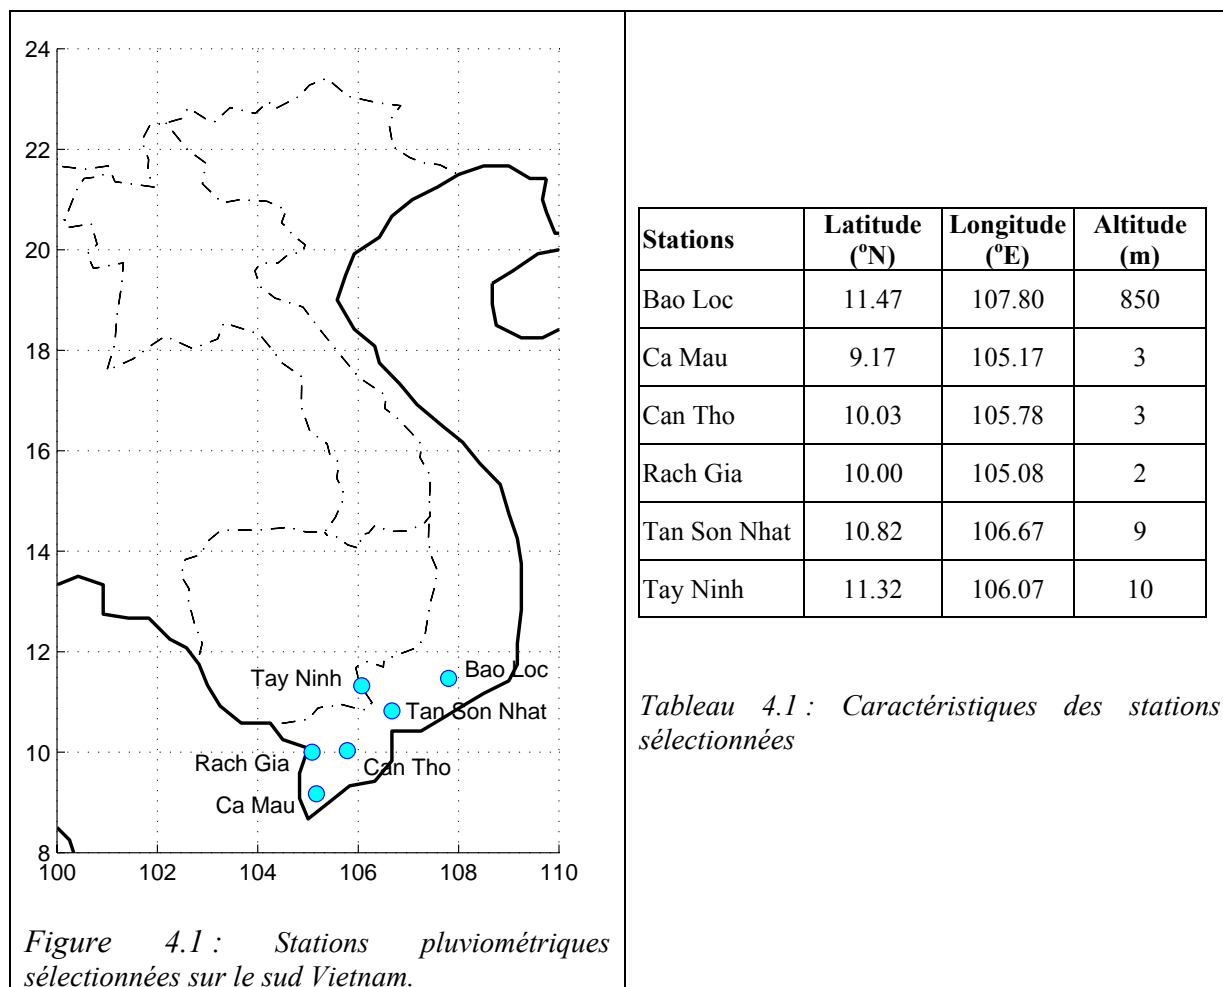 24
22
20
18
16
14
12
10
8
100 102 104 106 108 110
Tay Ninh
Bao Loc
Tan Son Nhat
Rach Gia
Can Tho
Ca Mau
Figure 4.1 : Stations pluviométriques
sélectionnées sur le sud Vietnam.
Stations Latitude (°N) Longitude (°E) Altitude (m)
Bao Loc 11.47 107.80 850
Ca Mau 9.17 105.17 3
Can Tho 10.03 105.78 3
Rach Gia 10.00 105.08 2
Tan Son Nhat 10.82 106.67 9
Tay Ninh 11.32 106.07 10
Tableau 4.1 : Caractéristiques des stations
sélectionnées